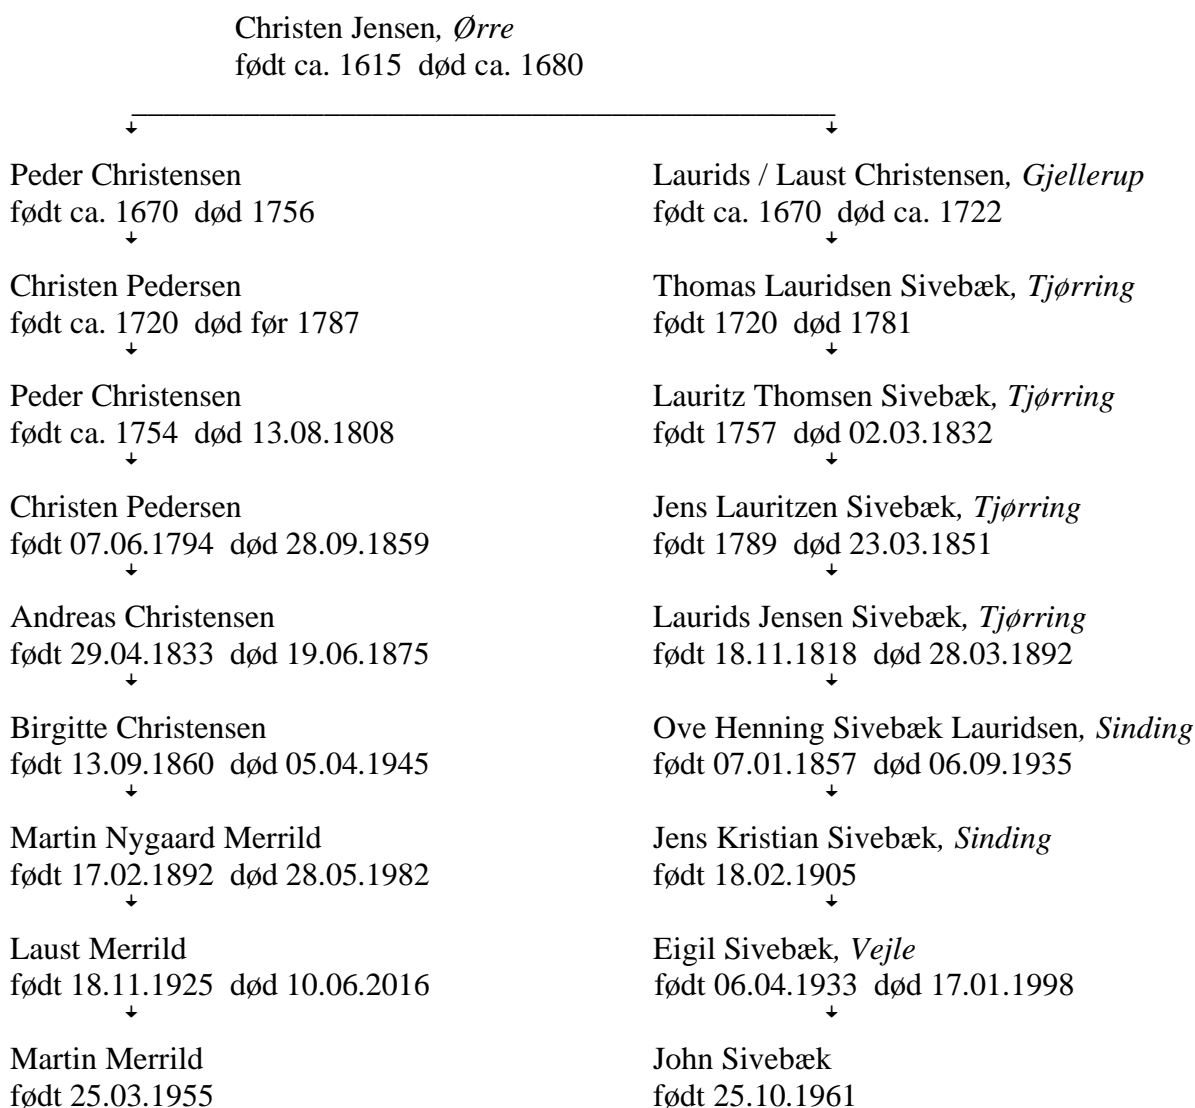 Christen Jensen, Ørre
født ca. 1615 død ca. 1680
Peder Christensen
født ca. 1670 død 1756
Laurids / Laust Christensen, Gjellerup
født ca. 1670 død ca. 1722
Christen Pedersen
født ca. 1720 død før 1787
Thomas Lauridsen Sivebæk, Tjørring
født 1720 død 1781
Peder Christensen
født ca. 1754 død 13.08.1808
Lauritz Thomsen Sivebæk, Tjørring
født 1757 død 02.03.1832
Christen Pedersen
født 07.06.1794 død 28.09.1859
Jens Lauritzen Sivebæk, Tjørring
født 1789 død 23.03.1851
Andreas Christensen
født 29.04.1833 død 19.06.1875
Laurids Jensen Sivebæk, Tjørring
født 18.11.1818 død 28.03.1892
Birgitte Christensen
født 13.09.1860 død 05.04.1945
Ove Henning Sivebæk Lauridsen, Sinding
født 07.01.1857 død 06.09.1935
Martin Nygaard Merrild
født 17.02.1892 død 28.05.1982
Jens Kristian Sivebæk, Sinding
født 18.02.1905
Laust Merrild
født 18.11.1925 død 10.06.2016
Eigil Sivebæk, Vejle
født 06.04.1933 død 17.01.1998
Martin Merrild
født 25.03.1955
John Sivebæk
født 25.10.1961